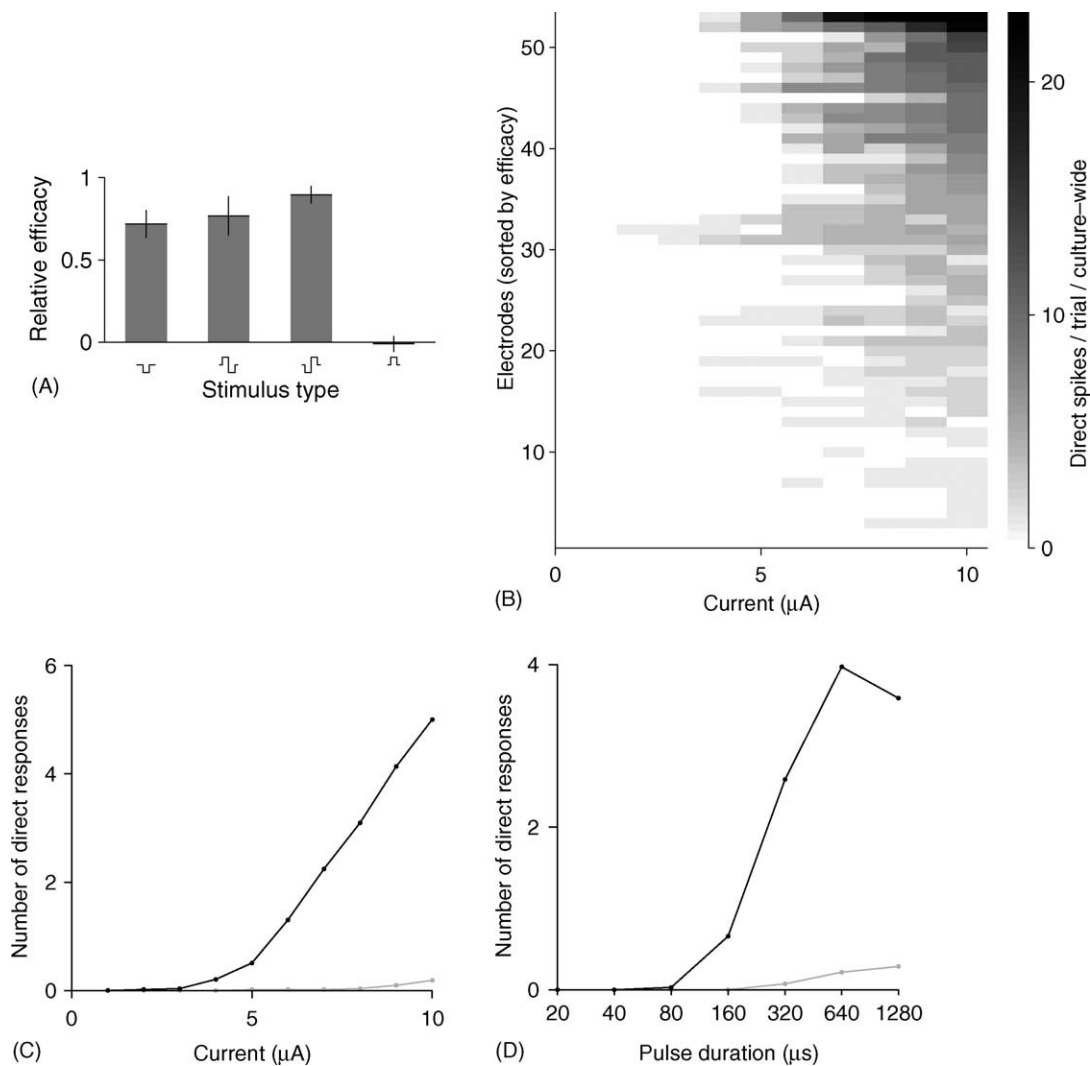 Relative efficacy
1
0.5
0
Stimulus type
(A)
Electrodes (sorted by efficacy)
50
40
30
20
10
0
5
10
Current (μA)
(B)
Direct spikes / trial / culture–wide
20
10
0
Number of direct responses
6
4
2
0
0
5
10
Current (μA)
(C)
Number of direct responses
4
2
0
20 40 80 160 320 640 1280
Pulse duration (μs)
(D)